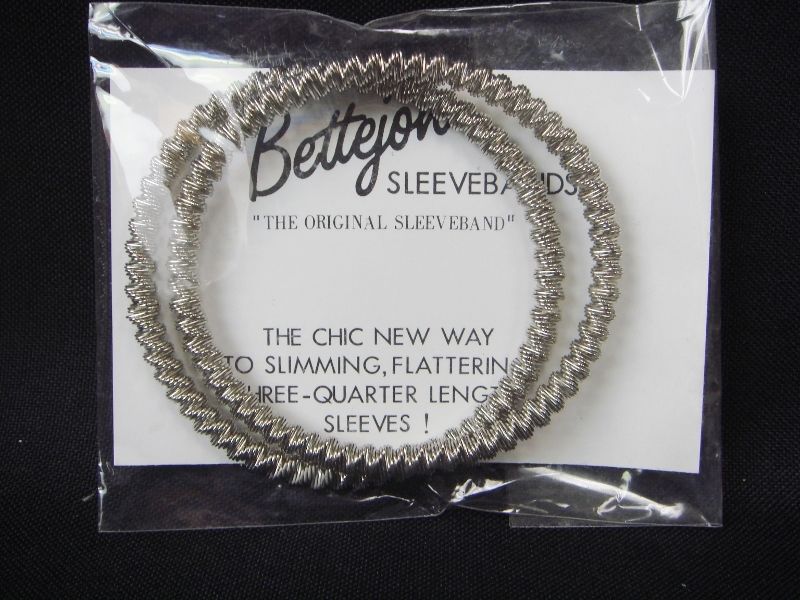 Bettejon
SLEEVEBANDS
"THE ORIGINAL SLEEVEBAND"
THE CHIC NEW WAY
TO SLIMMING, FLATTERING
THREE-QUARTER LENGTH
SLEEVES !